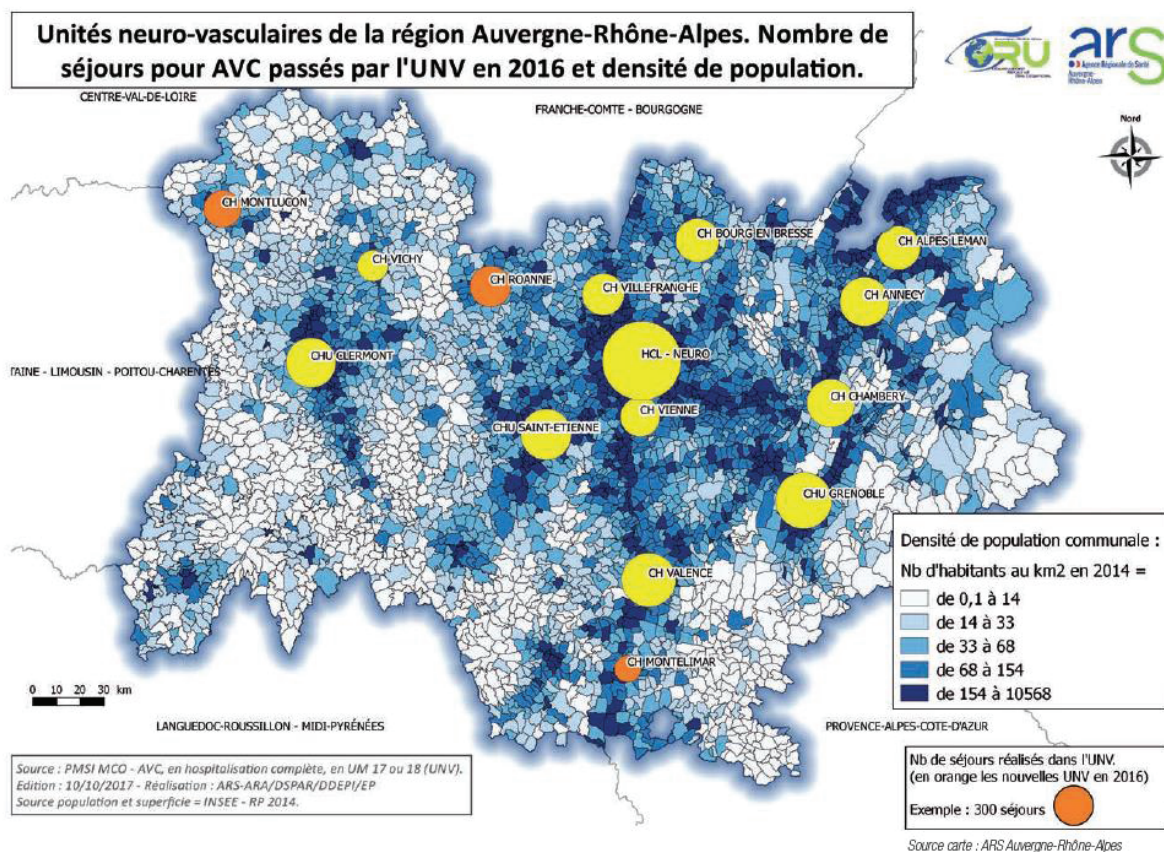 Unités neuro-vasculaires de la région Auvergne-Rhône-Alpes. Nombre de
séjours pour AVC passés par l'UNV en 2016 et densité de population.
ORU
ars
Agence Régionale de Santé
Auvergne-
Rhône-Alpes
CENTRE-VAL-DE-LOIRE
FRANCHE-COMTE - BOURGOGNE
Nord
CH MONTLUCON
CH BOURG EN BRESSE
CH ALPES LEMAN
CH VICHY
CH ROANNE
CH VILLEFRANCHE
CH ANNECY
HCL - NEURO
CHU CLERMONT
TAINE - LIMOUSIN - POITOU-CHARENTES
CH CHAMBERY
CH VIENNE
CHU SAINT-ETIENNE
CHU GRENOBLE
CH VALENCE
CH MONTELIMAR
Densité de population communale :
Nb d'habitants au km2 en 2014 =
de 0,1 à 14
de 14 à 33
de 33 à 68
de 68 à 154
de 154 à 10568
0 10 20 30 km
LANGUEDOC-ROUSSILLON - MIDI-PYRÉNÉES
PROVENCE-ALPES-COTE-D'AZUR
Source : PMSI MCO - AVC, en hospitalisation complète, en UM 17 ou 18 (UNV).
Edition : 10/10/2017 - Réalisation : ARS-ARA/DSPAR/DDEPI/EP
Source population et superficie = INSEE - RP 2014.
Nb de séjours réalisés dans l'UNV.
(en orange les nouvelles UNV en 2016)
Exemple : 300 séjours
Source carte : ARS Auvergne-Rhône-Alpes